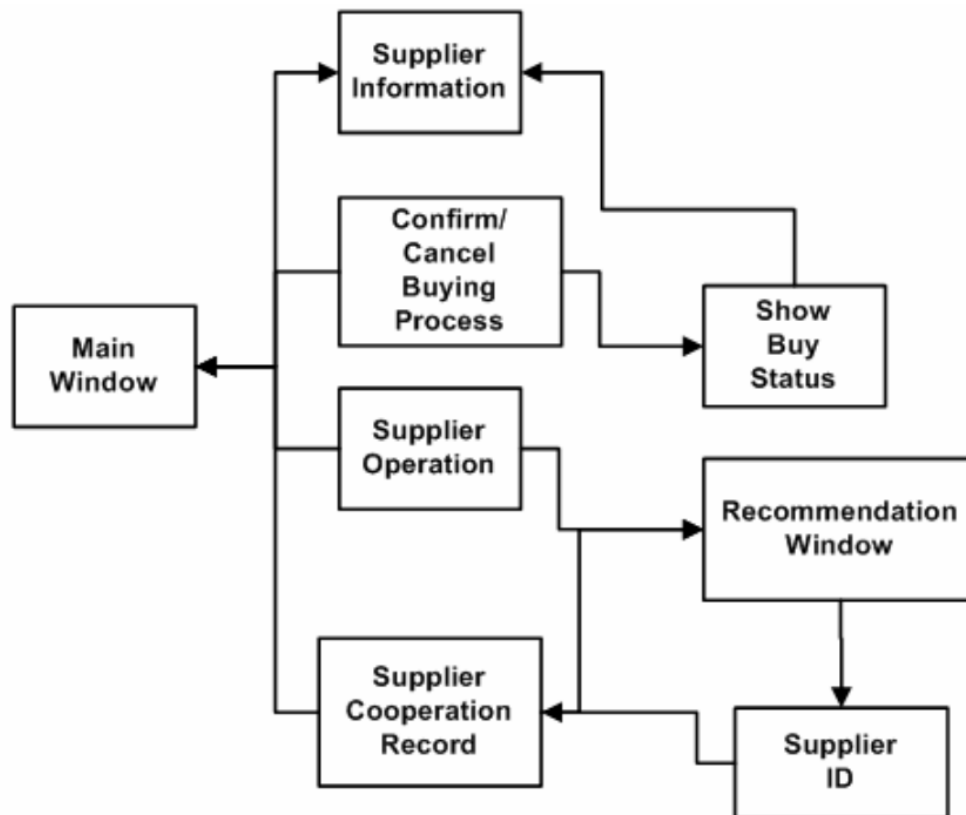 Supplier
Information
Confirm/
Cancel
Buying
Process
Show
Buy
Status
Main
Window
Supplier
Operation
Recommendation
Window
Supplier
Cooperation
Record
Supplier
ID